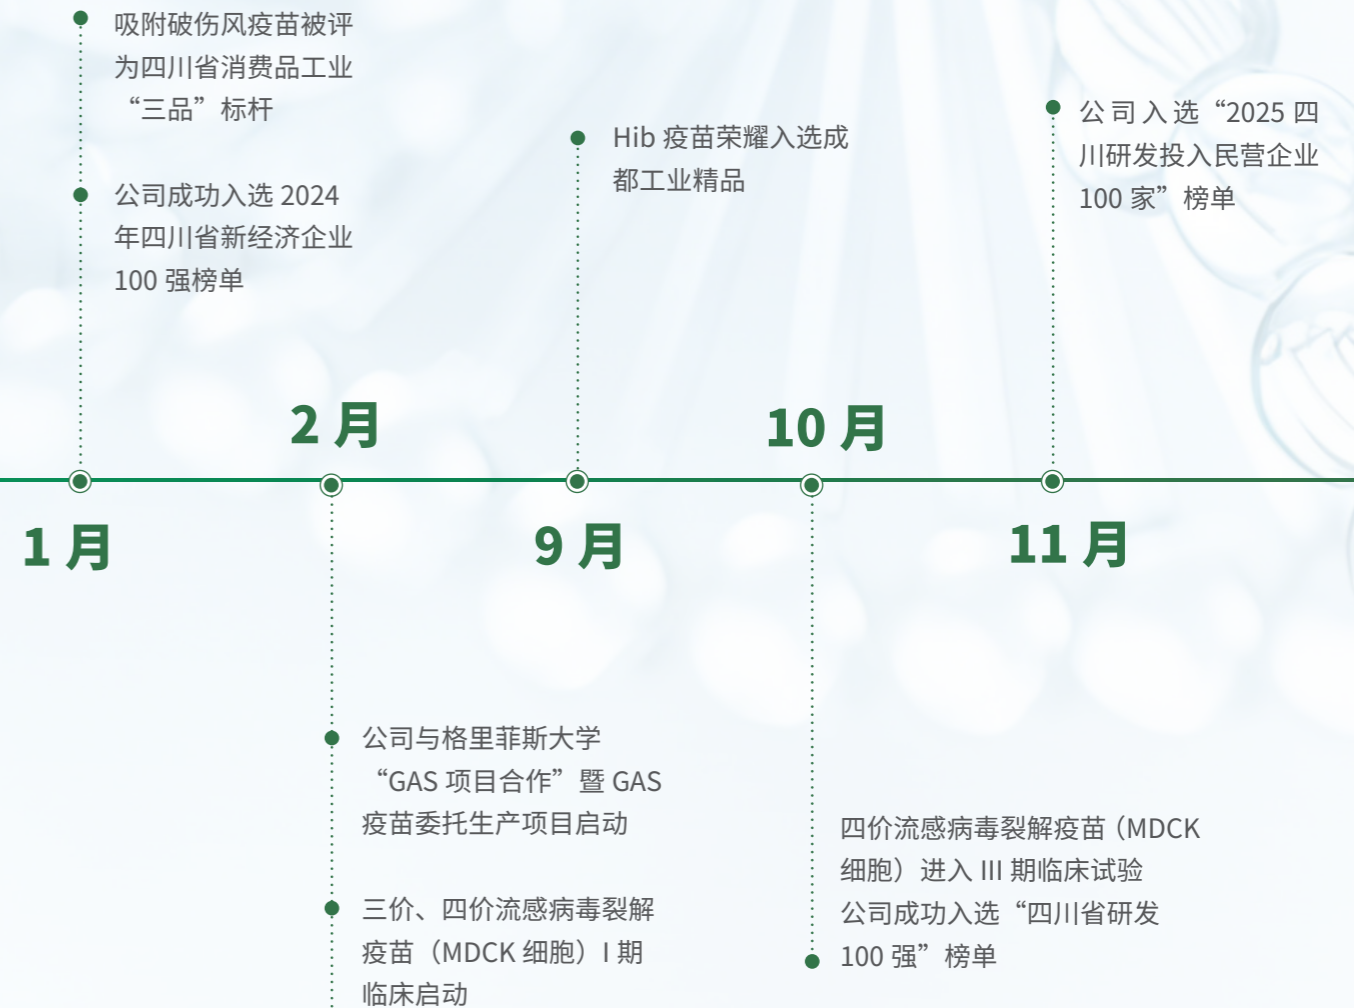 吸附破伤风疫苗被评
为四川省消费品工业
“三品”标杆
公司成功入选 2024
年四川省新经济企业
100 强榜单
1 月
2 月
公司与格里菲斯大学
“GAS 项目合作”暨 GAS
疫苗委托生产项目启动
三价、四价流感病毒裂解
疫苗（MDCK 细胞）I 期
临床启动
Hib 疫苗荣耀入选成
都工业精品
9 月
10 月
四价流感病毒裂解疫苗（MDCK
细胞）进入 III 期临床试验
公司成功入选“四川省研发
100 强”榜单
公司入选“2025 四
川研发投入民营企业
100 家”榜单
11 月